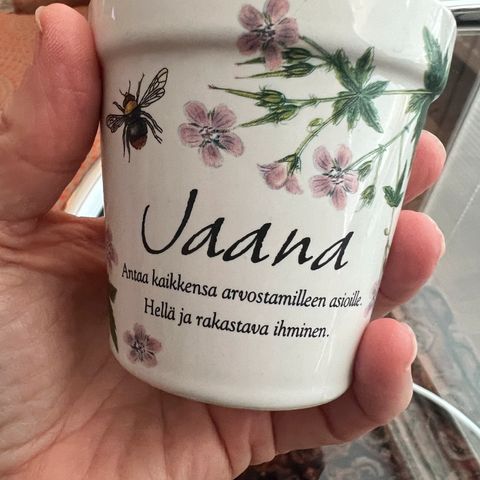 Jaana
Antaa kaikkensa arvostamilleen asioille.
Hellä ja rakastava ihminen.